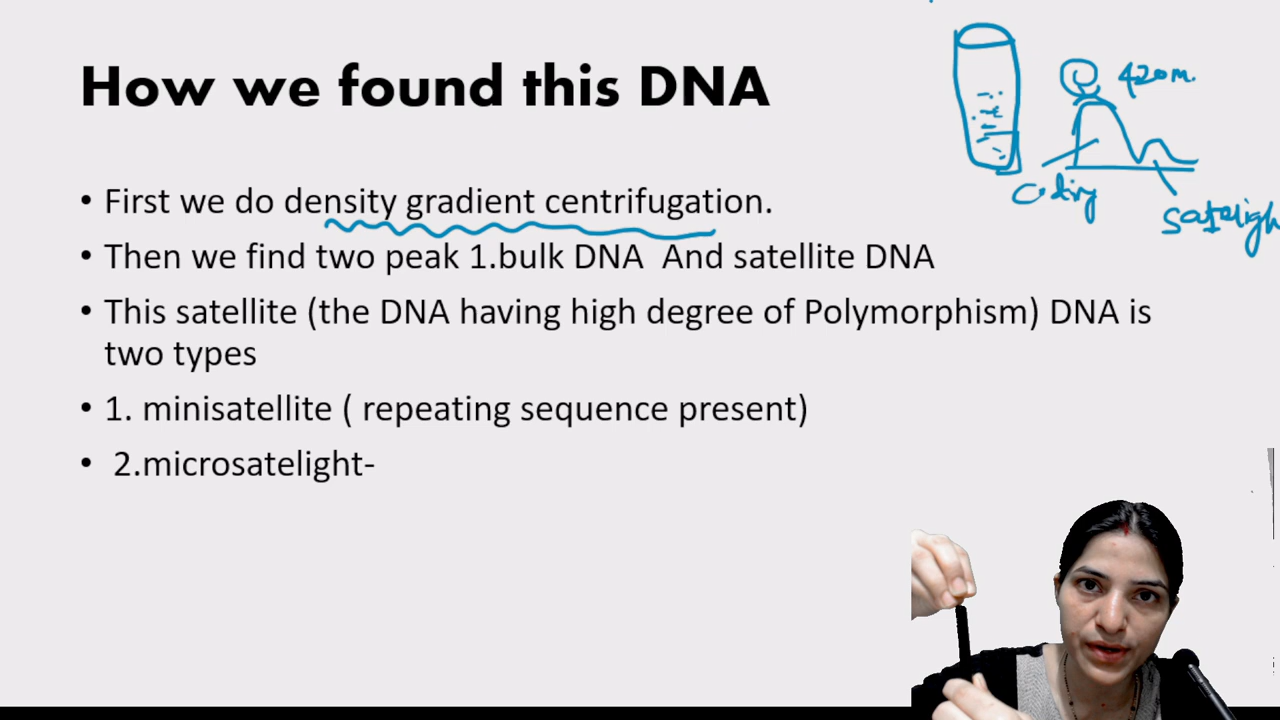 How we found this DNA
420m.
• First we do density gradient centrifugation.
• Then we find two peak 1.bulk DNA And satellite DNA
• This satellite (the DNA having high degree of Polymorphism) DNA is
two types
• 1. minisatellite ( repeating sequence present)
• 2.microsatelight-